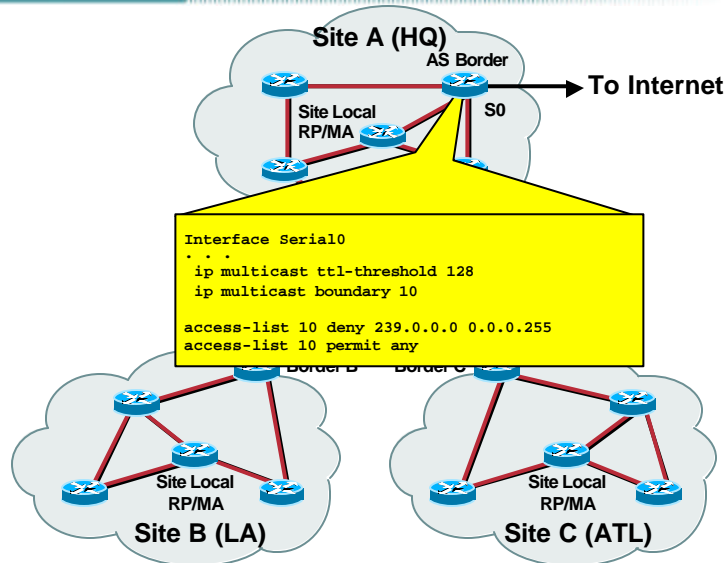 Site A (HQ)
AS Border
To Internet
S0
Site Local
RP/MA
Interface Serial0
. . .
ip multicast ttl-threshold 128
ip multicast boundary 10
access-list 10 deny 239.0.0.0 0.0.0.255
access-list 10 permit any
Border B
Border C
Site Local
RP/MA
Site B (LA)
Site Local
RP/MA
Site C (ATL)